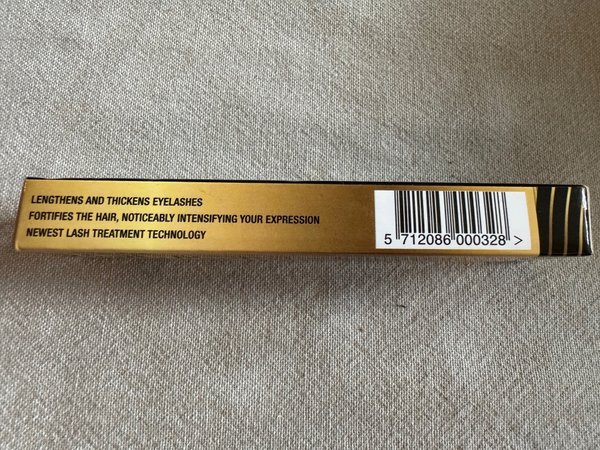 LENGTHENS AND THICKENS EYELASHES
FORTIFIES THE HAIR, NOTICEABLY INTENSIFYING YOUR EXPRESSION
NEWEST LASH TREATMENT TECHNOLOGY
5 712086 000328 >